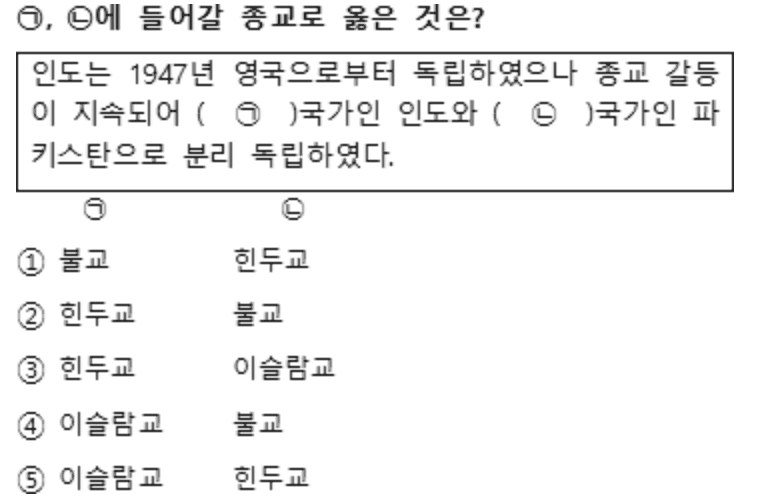 ㉠, ㉡에 들어갈 종교로 옳은 것은?
인도는 1947년 영국으로부터 독립하였으나 종교 갈등
이 지속되어 ( ㉠ )국가인 인도와 ( ㉡ )국가인 파
키스탄으로 분리 독립하였다.
㉠ ㉡
① 불교 힌두교
② 힌두교 불교
③ 힌두교 이슬람교
④ 이슬람교 불교
⑤ 이슬람교 힌두교